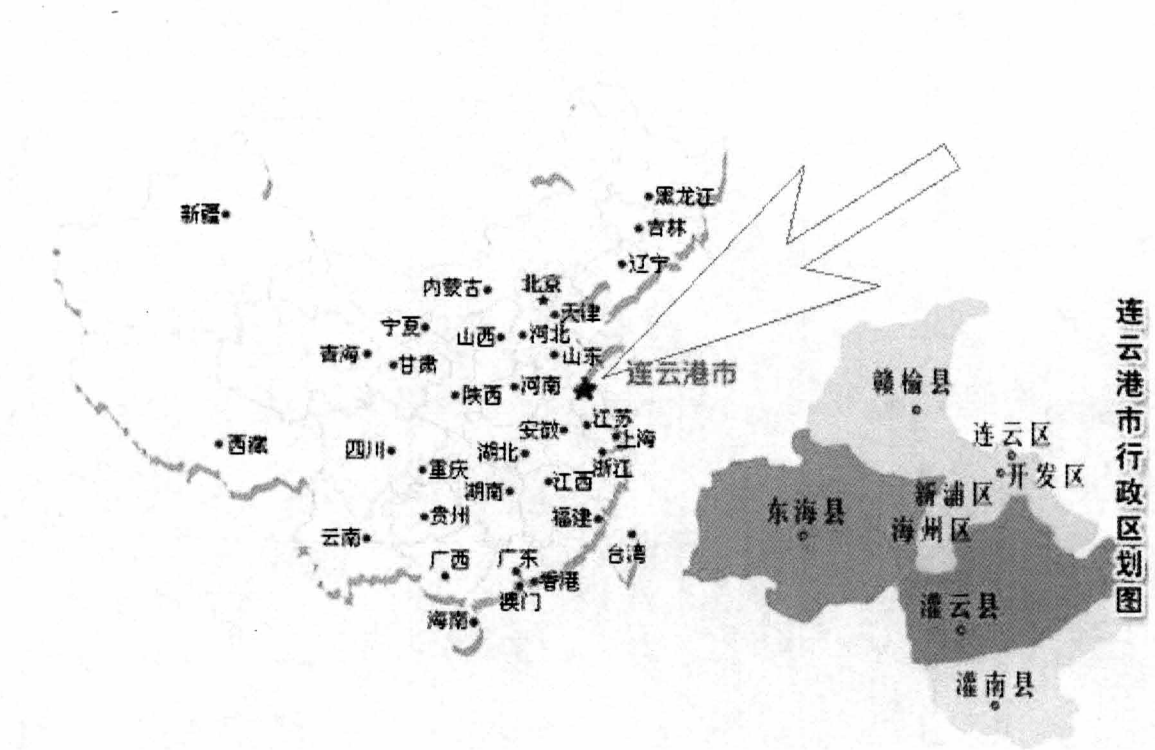 黑龙江
新疆
吉林
辽宁
内蒙古
北京
天津
宁夏
山西
河北
青海
甘肃
山东
连云港市
陕西
河南
江苏
安徽
上海
西藏
四川
湖北
浙江
重庆
湖南
江西
贵州
福建
云南
广西
广东
台湾
香港
澳门
海南
连云港市行政区划图
赣榆县
连云区
开发区
新浦区
东海县
海州区
灌云县
灌南县